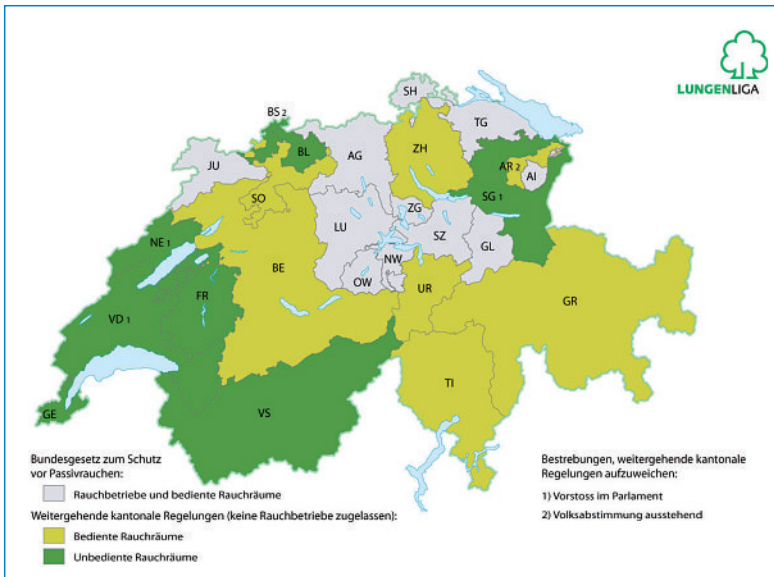 LUNGENLIGA
SH
BS 2
TG
BL
ZH
AG
JU
AR 2
AI
SO
SG 1
ZG
LU
SZ
NE 1
GL
NW
BE
OW
FR
UR
GR
VD 1
TI
GE
VS
Bundesgesetz zum Schutz
vor Passivrauchen:
Rauchbetriebe und bediente Rauchräume
Weitergehende kantonale Regelungen (keine Rauchbetriebe zugelassen):
Bediente Rauchräume
Unbediente Rauchräume
Bestrebungen, weitergehende kantonale
Regelungen aufzuweichen:
1) Vorstoss im Parlament
2) Volksabstimmung ausstehend